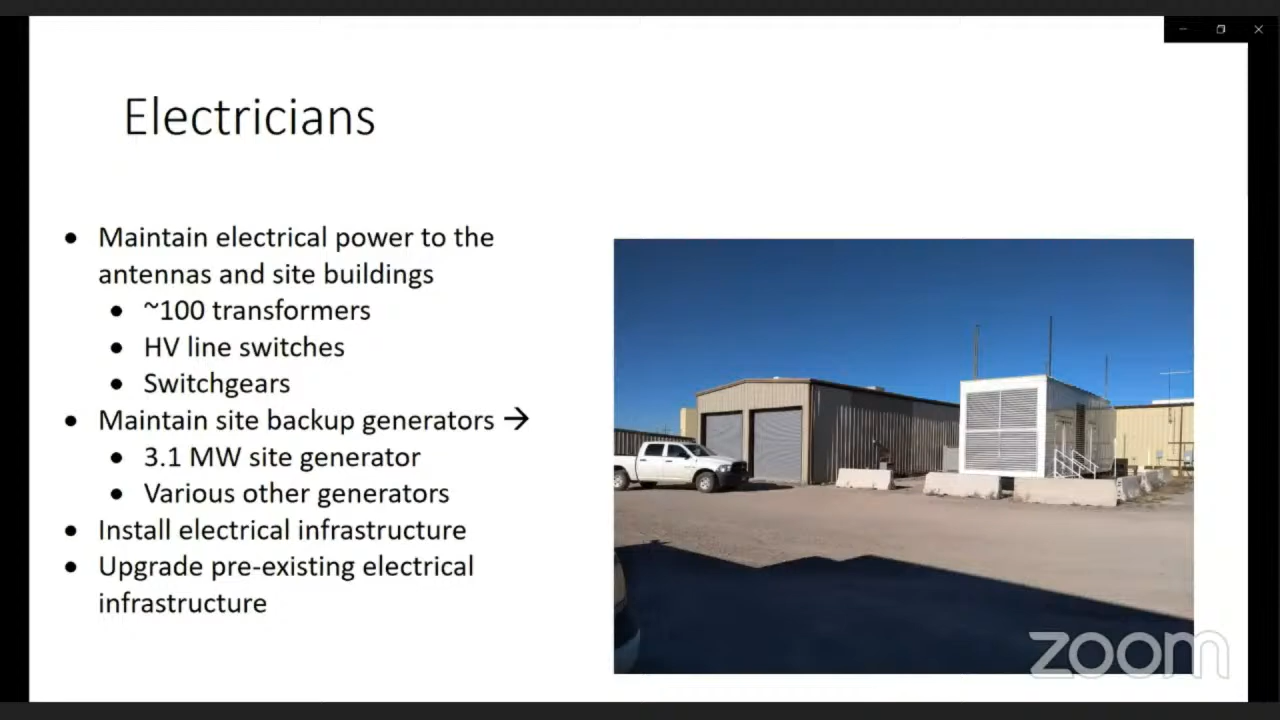 Electricians
● Maintain electrical power to the
antennas and site buildings
● ~100 transformers
● HV line switches
● Switchgears
● Maintain site backup generators →
● 3.1 MW site generator
● Various other generators
● Install electrical infrastructure
● Upgrade pre-existing electrical
infrastructure
zoom